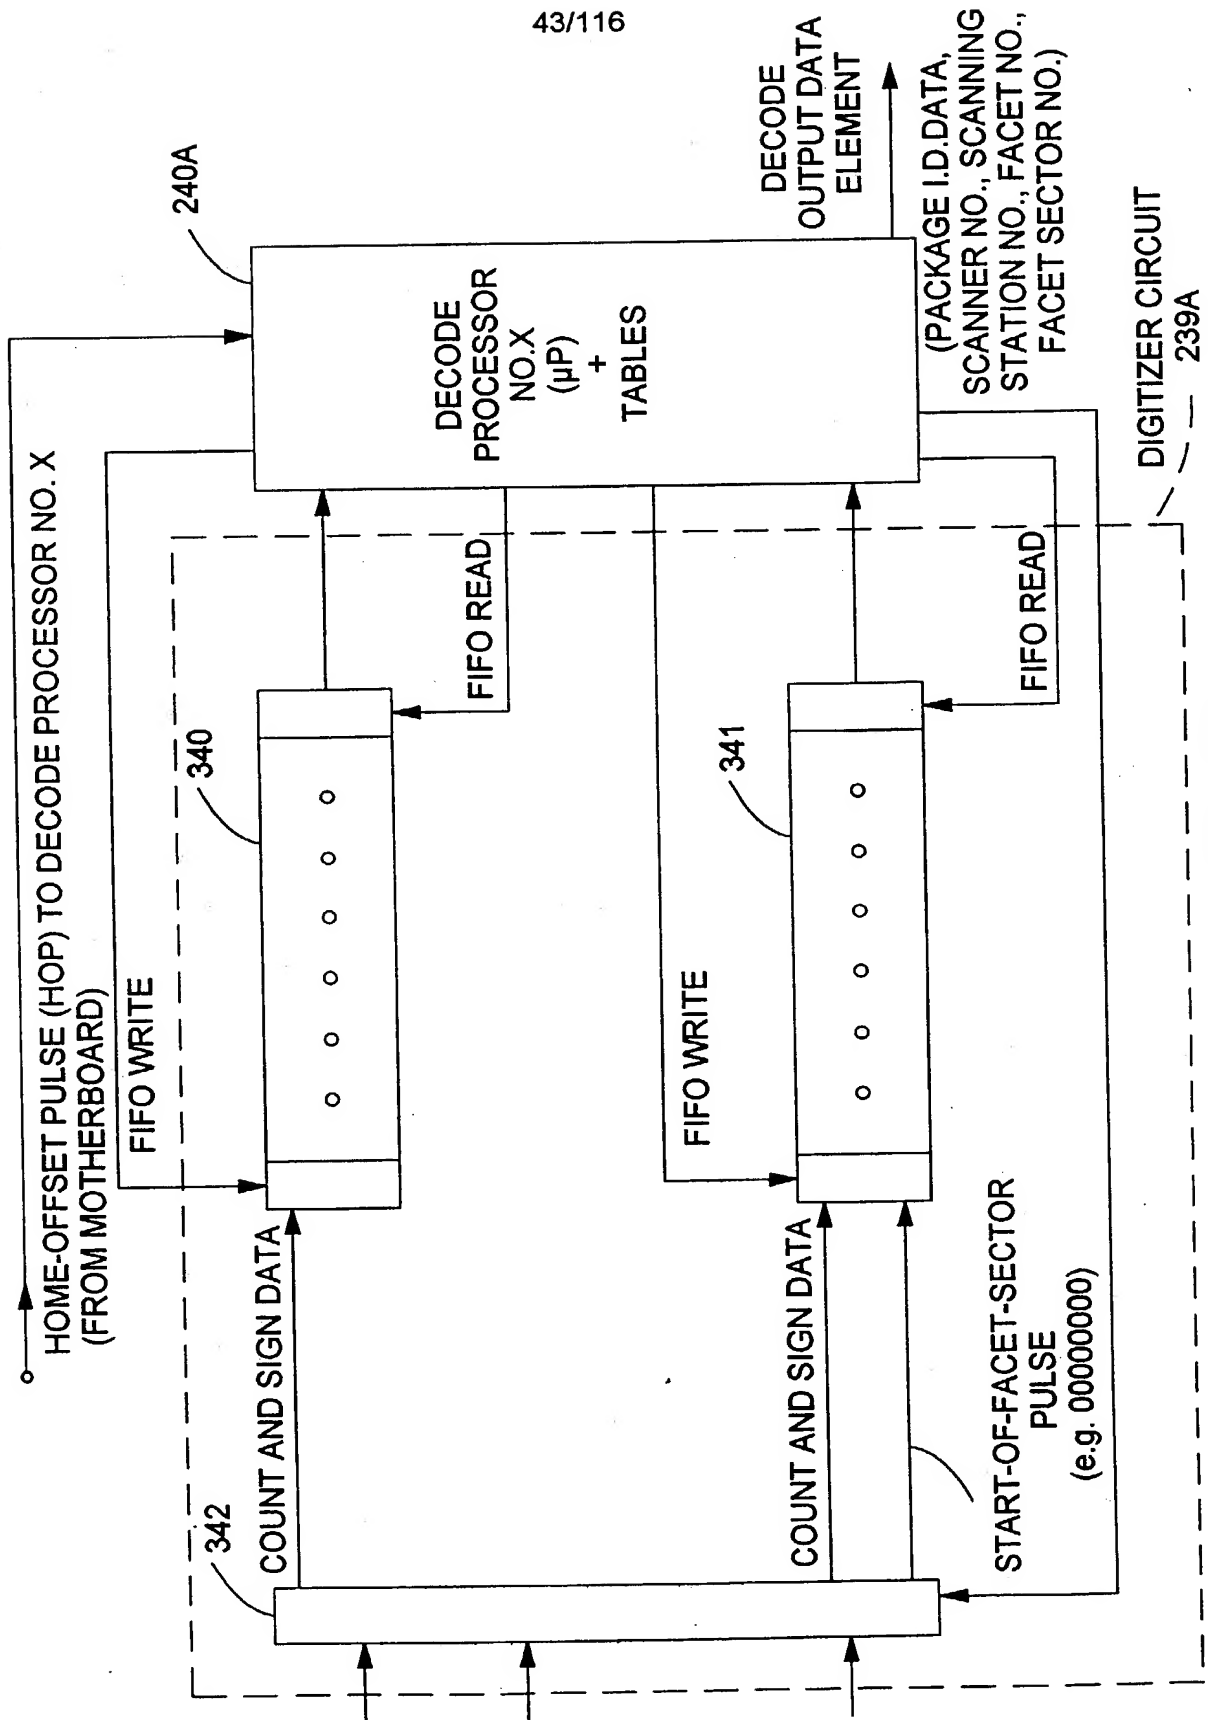 43/116
HOME-OFFSET PULSE (HOP) TO DECODE PROCESSOR NO. X
(FROM MOTHERBOARD)
FIFO WRITE
240A
342
COUNT AND SIGN DATA
340
FIFO READ
DECODE
PROCESSOR
NO.X
(µP)
+
TABLES
DECODE
OUTPUT DATA
ELEMENT
(PACKAGE I.D.DATA,
SCANNER NO., SCANNING
STATION NO., FACET NO.,
FACET SECTOR NO.)
FIFO WRITE
341
COUNT AND SIGN DATA
FIFO READ
START-OF-FACET-SECTOR
PULSE
(e.g. 00000000)
DIGITIZER CIRCUIT
239A